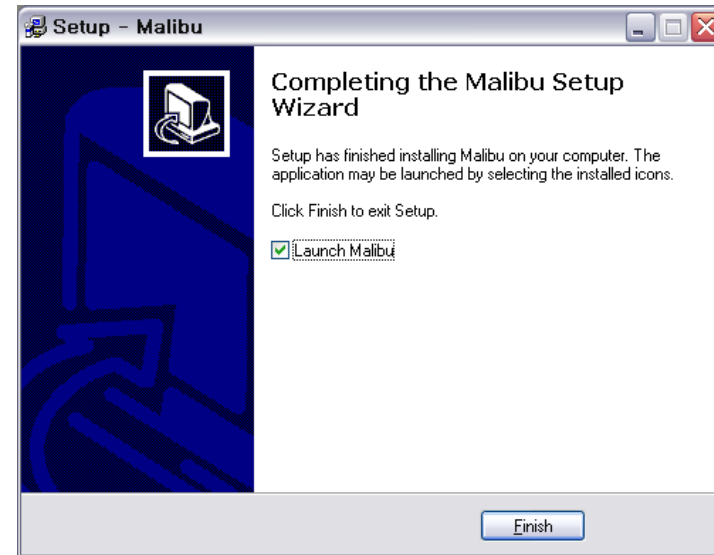 Setup - Malibu
Completing the Malibu Setup
Wizard
Setup has finished installing Malibu on your computer. The
application may be launched by selecting the installed icons.
Click Finish to exit Setup.
Launch Malibu
Finish